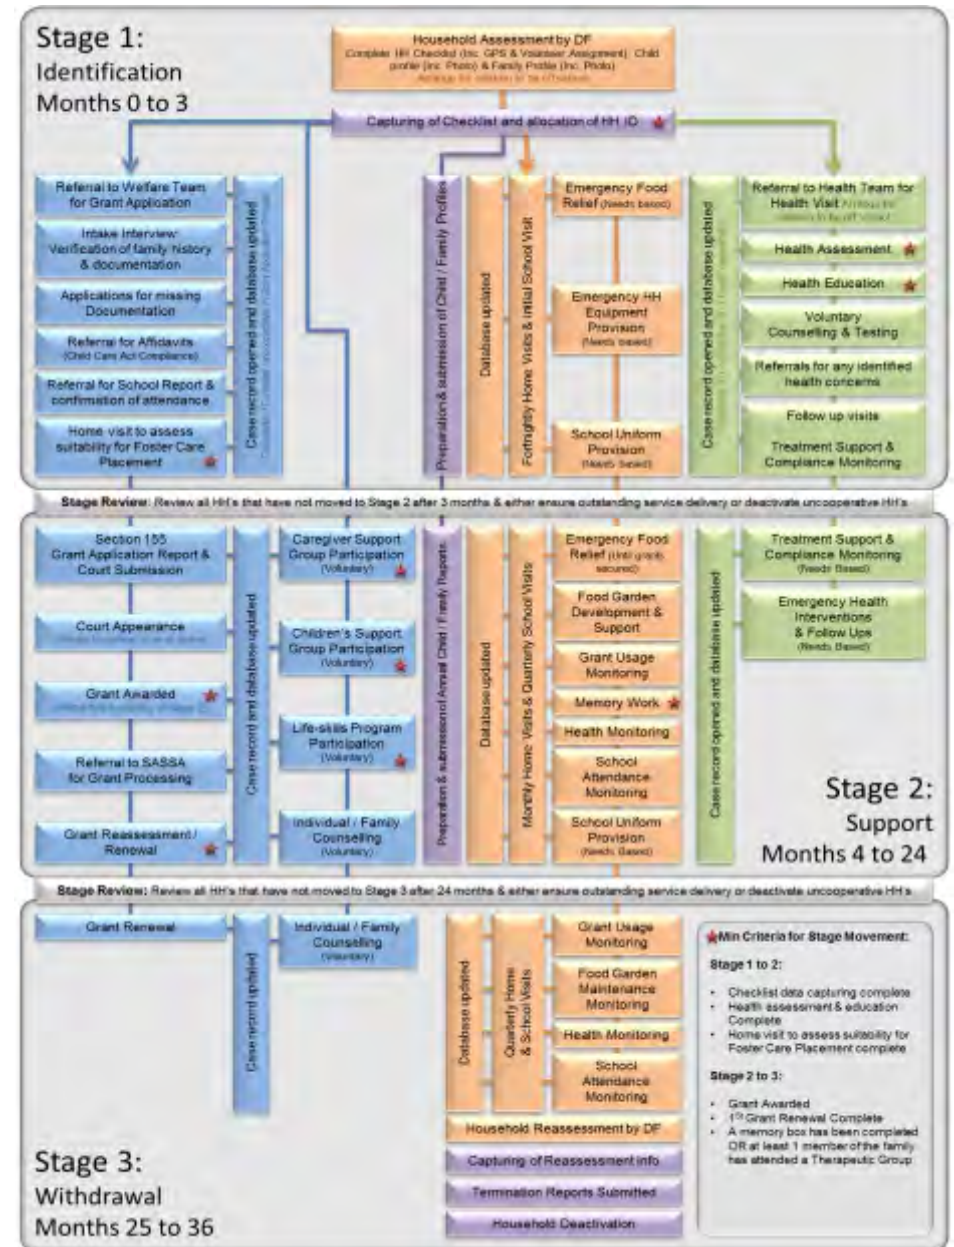 Stage 1:
Identification
Months 0 to 3
Household Assessment by DF
Complete HH Checklist (Inc. GPS & Volunteer Assignment). Child
profile (Inc. Photo) & Family Profile (Inc. Photo)
Capturing of Checklist and allocation of HH ID
Referral to Welfare Team
for Grant Application
Intake Interview:
Verification of family history
& documentation
Applications for missing
Documentation
Referral for Affidavits
(Child Care Act Compliance)
Referral for School Report &
confirmation of attendance
Home visit to assess
suitability for Foster Care
Placement
Case record opened and database updated
Preparation & submission of Child / Family Profiles
Database updated
Fortnightly Home Visits & Initial School Visit
Emergency Food
Relief (Needs based)
Emergency HH
Equipment
Provision
(Needs based)
School Uniform
Provision
(Needs based)
Case record opened and database updated
Referral to Health Team for
Health Visit
Health Assessment
Health Education
Voluntary
Counselling & Testing
Referrals for any identified
health concerns
Follow up visits
Treatment Support &
Compliance Monitoring
Stage Review: Review all HH's that have not moved to Stage 2 after 3 months & either ensure outstanding service delivery or deactivate uncooperative HH's
Section 155
Grant Application Report &
Court Submission
Court Appearance
Grant Awarded
Referral to SASSA
for Grant Processing
Grant Reassessment /
Renewal
Case record and database updated
Caregiver Support
Group Participation
(Voluntary)
Children's Support
Group Participation
(Voluntary)
Life-skills Program
Participation
(Voluntary)
Individual / Family
Counselling
(Voluntary)
Preparation & submission of Annual Child / Family Reports
Database updated
Monthly Home Visits & Quarterly School Visits
Emergency Food
Relief (Until grants
secured)
Food Garden
Development &
Support
Grant Usage
Monitoring
Memory Work
Health Monitoring
School
Attendance
Monitoring
School Uniform
Provision
(Needs Based)
Case record opened and database updated
Treatment Support &
Compliance Monitoring
(Needs Based)
Emergency Health
Interventions
& Follow Ups
(Needs Based)
Stage 2:
Support
Months 4 to 24
Stage Review: Review all HH's that have not moved to Stage 3 after 24 months & either ensure outstanding service delivery or deactivate uncooperative HH's
Grant Renewal
Case record updated
Individual / Family
Counselling
(Voluntary)
Database updated
Quarterly Home
& School Visits
Grant Usage
Monitoring
Food Garden
Maintenance
Monitoring
Health Monitoring
School
Attendance
Monitoring
Household Reassessment by DF
Capturing of Reassessment info
Termination Reports Submitted
Household Deactivation
Min Criteria for Stage Movement:
Stage 1 to 2:
• Checklist data capturing complete
• Health assessment & education
Complete
• Home visit to assess suitability for
Foster Care Placement complete
Stage 2 to 3:
• Grant Awarded
• 1st Grant Renewal Complete
• A memory box has been completed
OR at least 1 member of the family
has attended a Therapeutic Group
Stage 3:
Withdrawal
Months 25 to 36